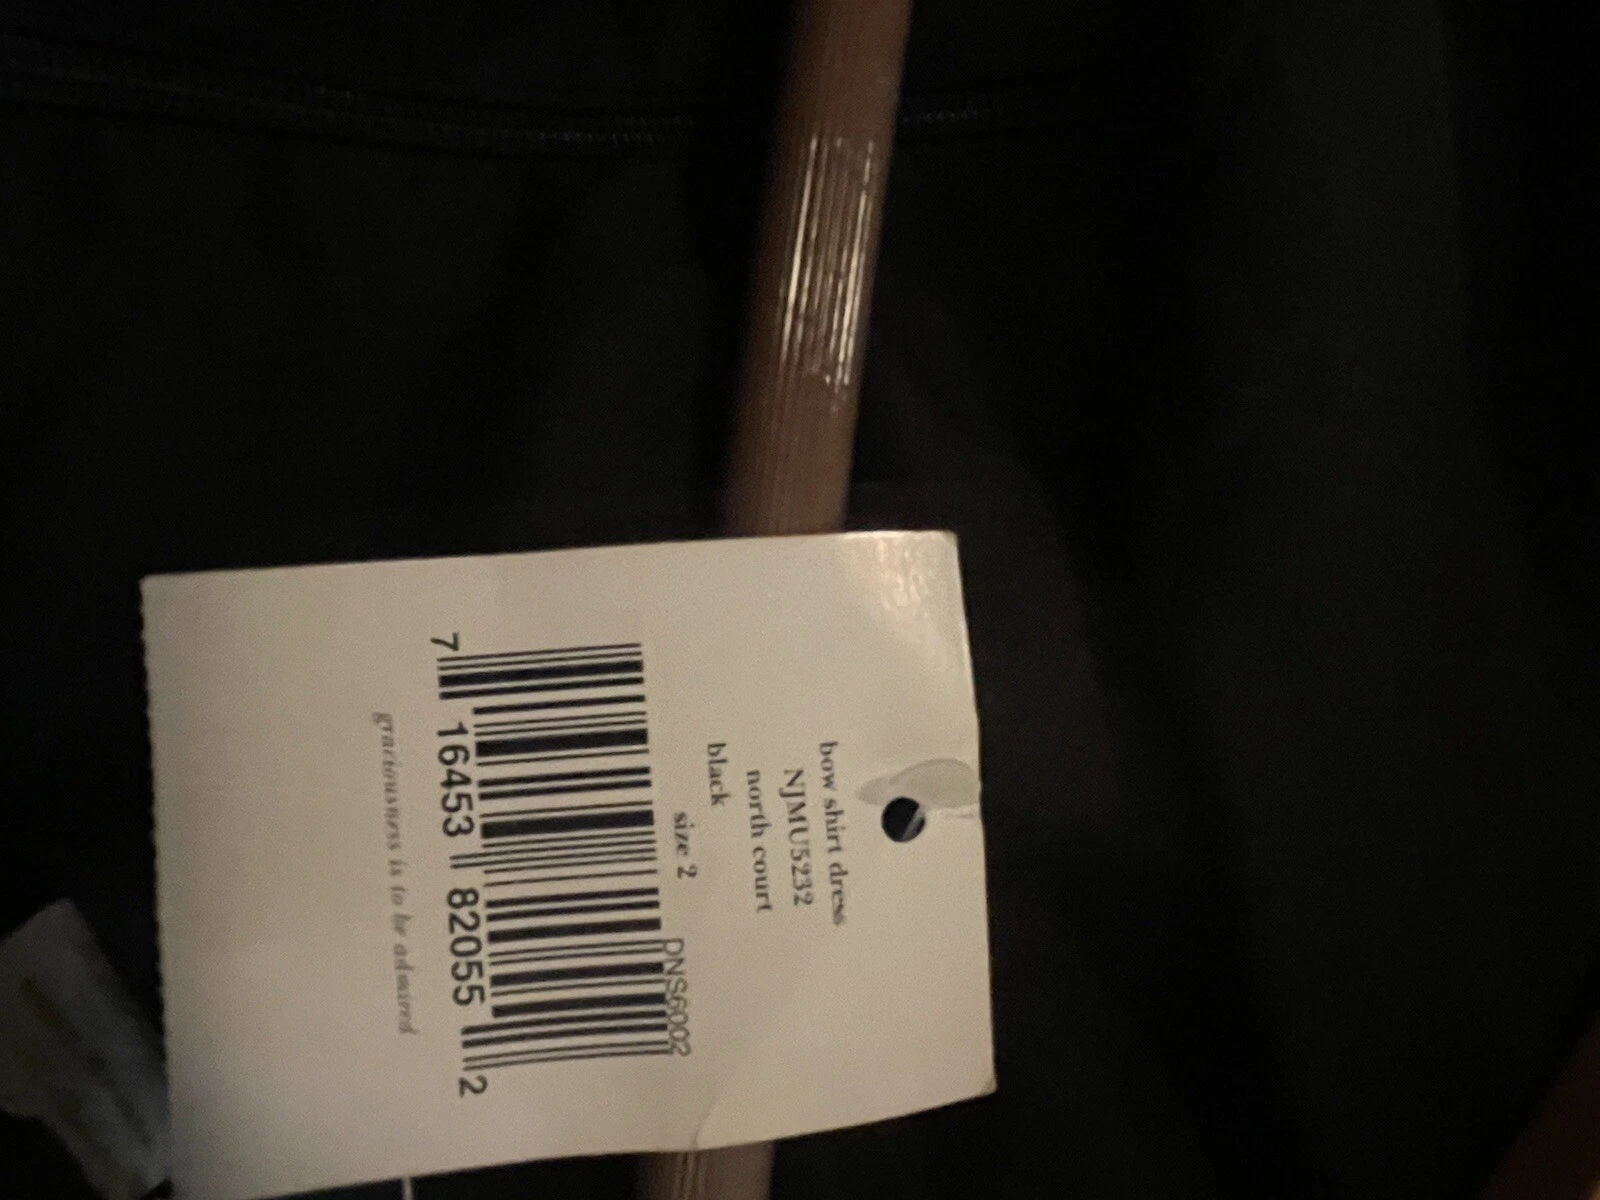 bow shirt dress
NJMU5232
north court
black
size 2
DNS6002
7 16453 82055 2
graciousness is to be admired